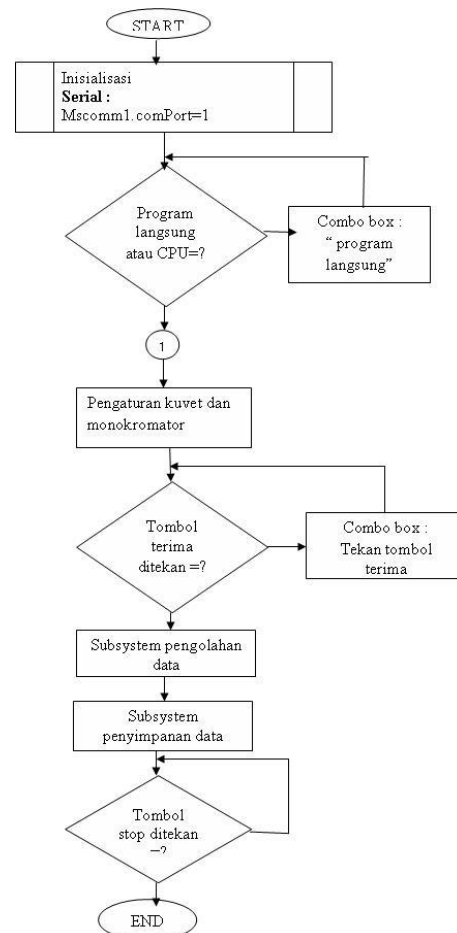 START
Inisialisasi
Serial :
Mscomm1.comPort=1
Program
langsung
atau CPU=?
Combo box :
“ program
langsung”
1
Pengaturan kuvet dan
monokromator
Tombol
terima
ditekan =?
Combo box :
Tekan tombol
terima
Subsystem pengolahan
data
Subsystem
penyimpanan data
Tombol
stop ditekan
=?
END